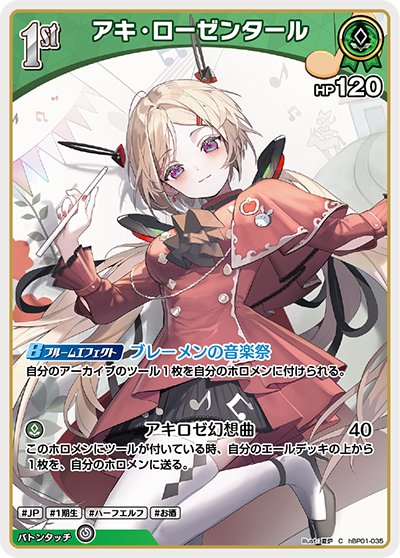 1st
アキ・ローゼンタール
HP120
ブルームエフェクト ブレーメンの音楽祭
自分のアーカイブのツール1枚を自分のホロメンに付けられる。
アキロゼ幻想曲 40
このホロメンにツールが付いている時、自分のエールデッキの上から
1枚を、自分のホロメンに送る。
#JP #1期生 #ハーフエルフ #お酒
バトンタッチ
C hBP01-035